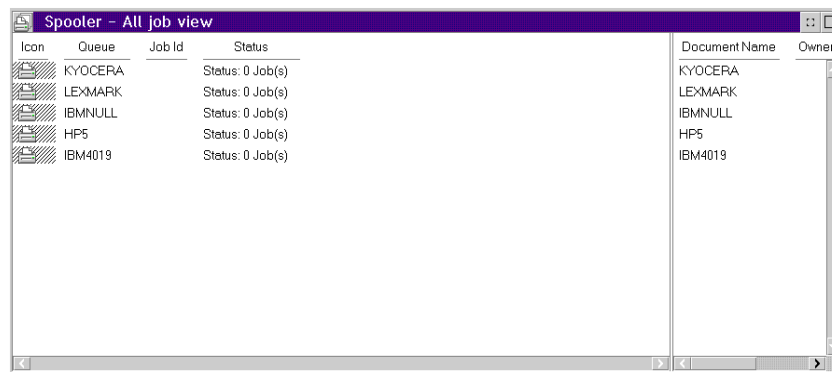 Spooler - All job view
Icon Queue Job Id Status Document Name Owner
KYOCERA Status: 0 Job(s) KYOCERA
LEXMARK Status: 0 Job(s) LEXMARK
IBMNULL Status: 0 Job(s) IBMNULL
HP5 Status: 0 Job(s) HP5
IBM4019 Status: 0 Job(s) IBM4019